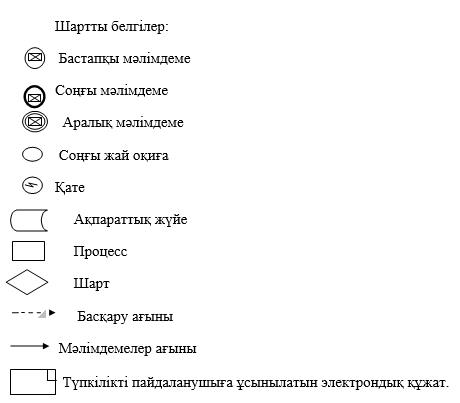 Шартты белгілер:
Бастапқы мәлімдеме
Соңғы мәлімдеме
Аралық мәлімдеме
Соңғы жай оқиға
Қате
Ақпараттық жүйе
Процесс
Шарт
Басқару ағыны
Мәлімдемелер ағыны
Түпкілікті пайдаланушыға ұсынылатын электрондық құжат.